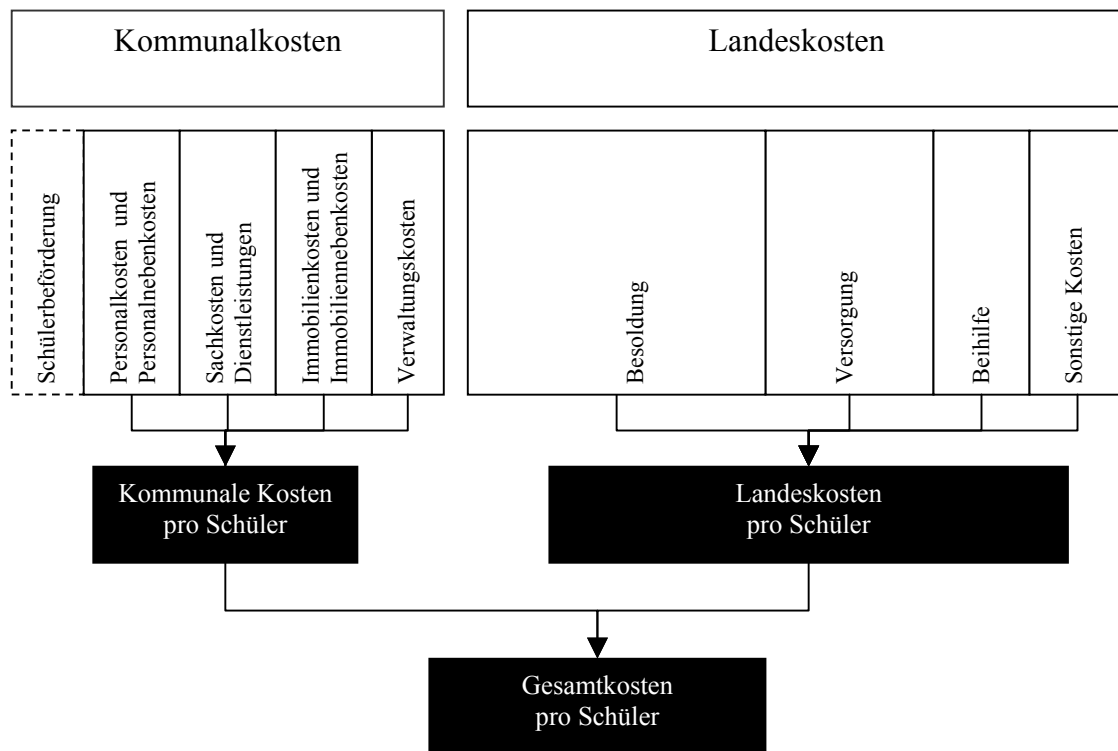 Kommunalkosten
Landeskosten
Schülerbeförderung
Personalkosten und
Personalnebenkosten
Sachkosten und
Dienstleistungen
Immobilienkosten und
Immobiliennebenkosten
Verwaltungskosten
Besoldung
Versorgung
Beihilfe
Sonstige Kosten
Kommunale Kosten
pro Schüler
Landeskosten
pro Schüler
Gesamtkosten
pro Schüler